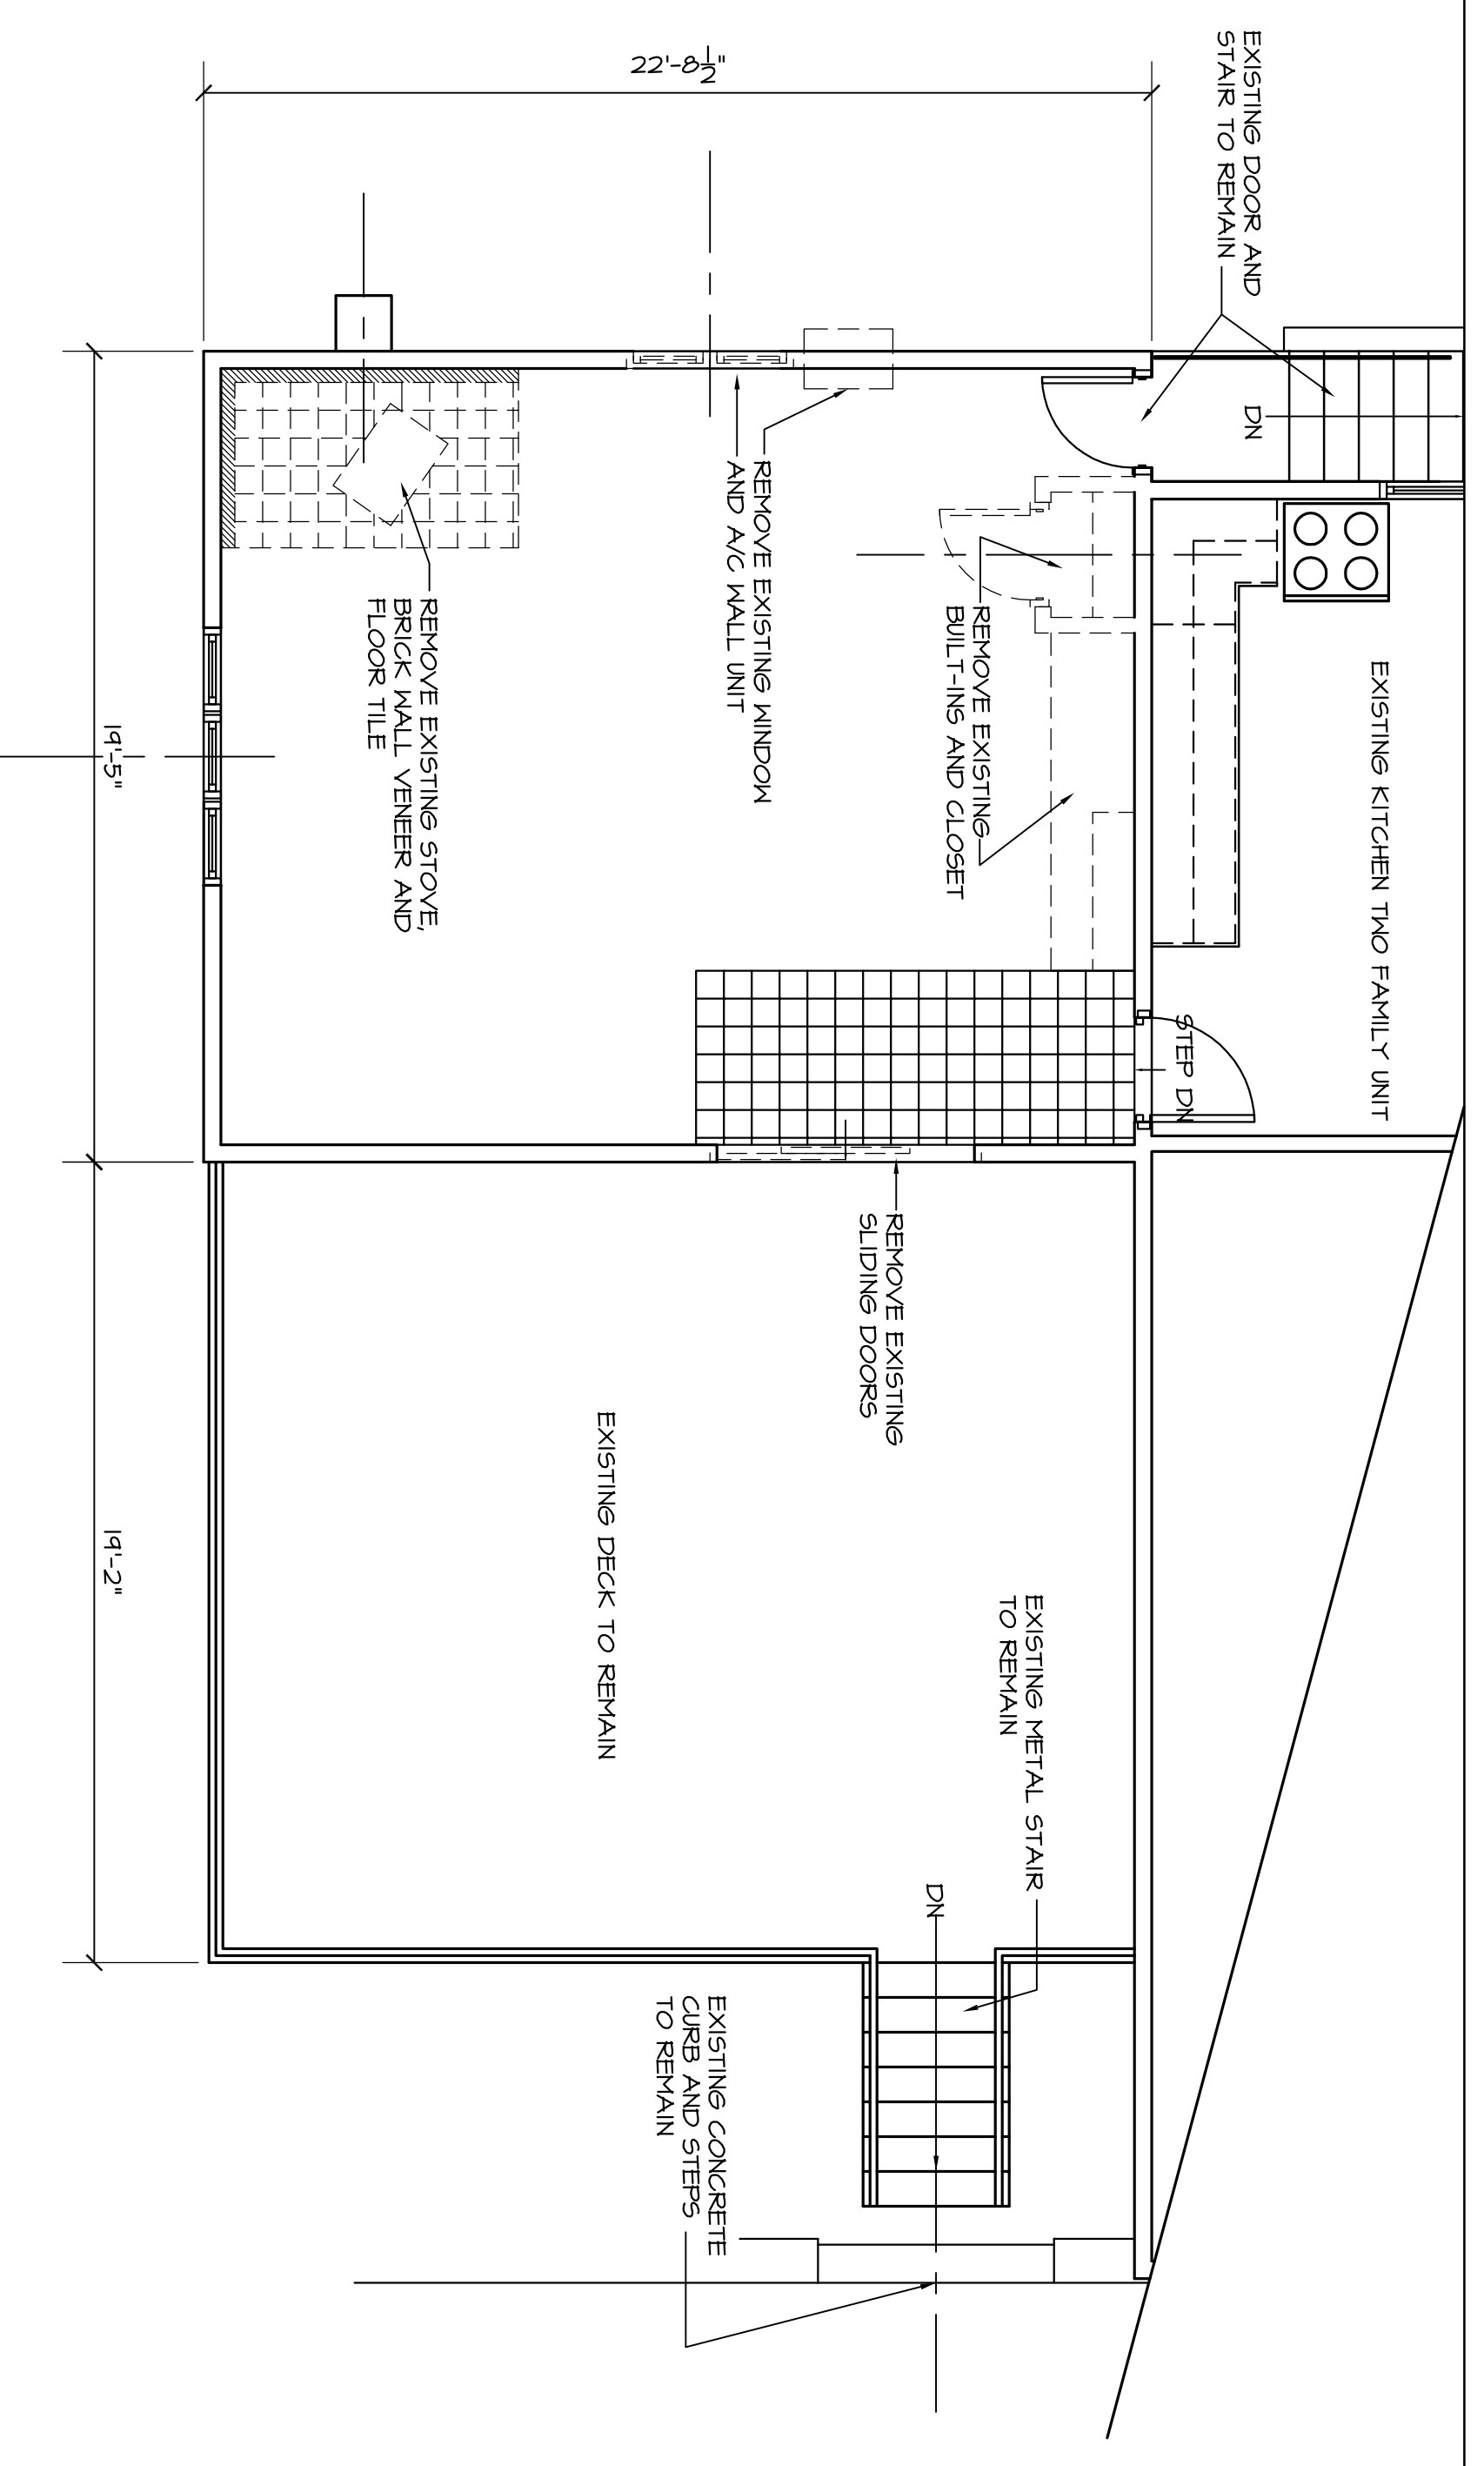 EXISTING DOOR AND
STAIR TO REMAIN
DN
EXISTING KITCHEN TWO FAMILY UNIT
STEP DN
22'-8 1/2"
REMOVE EXISTING
BUILT-INS AND CLOSET
REMOVE EXISTING WINDOW
AND A/C WALL UNIT
REMOVE EXISTING STOVE,
BRICK WALL VENEER AND
FLOOR TILE
REMOVE EXISTING
SLIDING DOORS
EXISTING DECK TO REMAIN
EXISTING METAL STAIR
TO REMAIN
DN
EXISTING CONCRETE
CURB AND STEPS
TO REMAIN
19'-5"
19'-2"